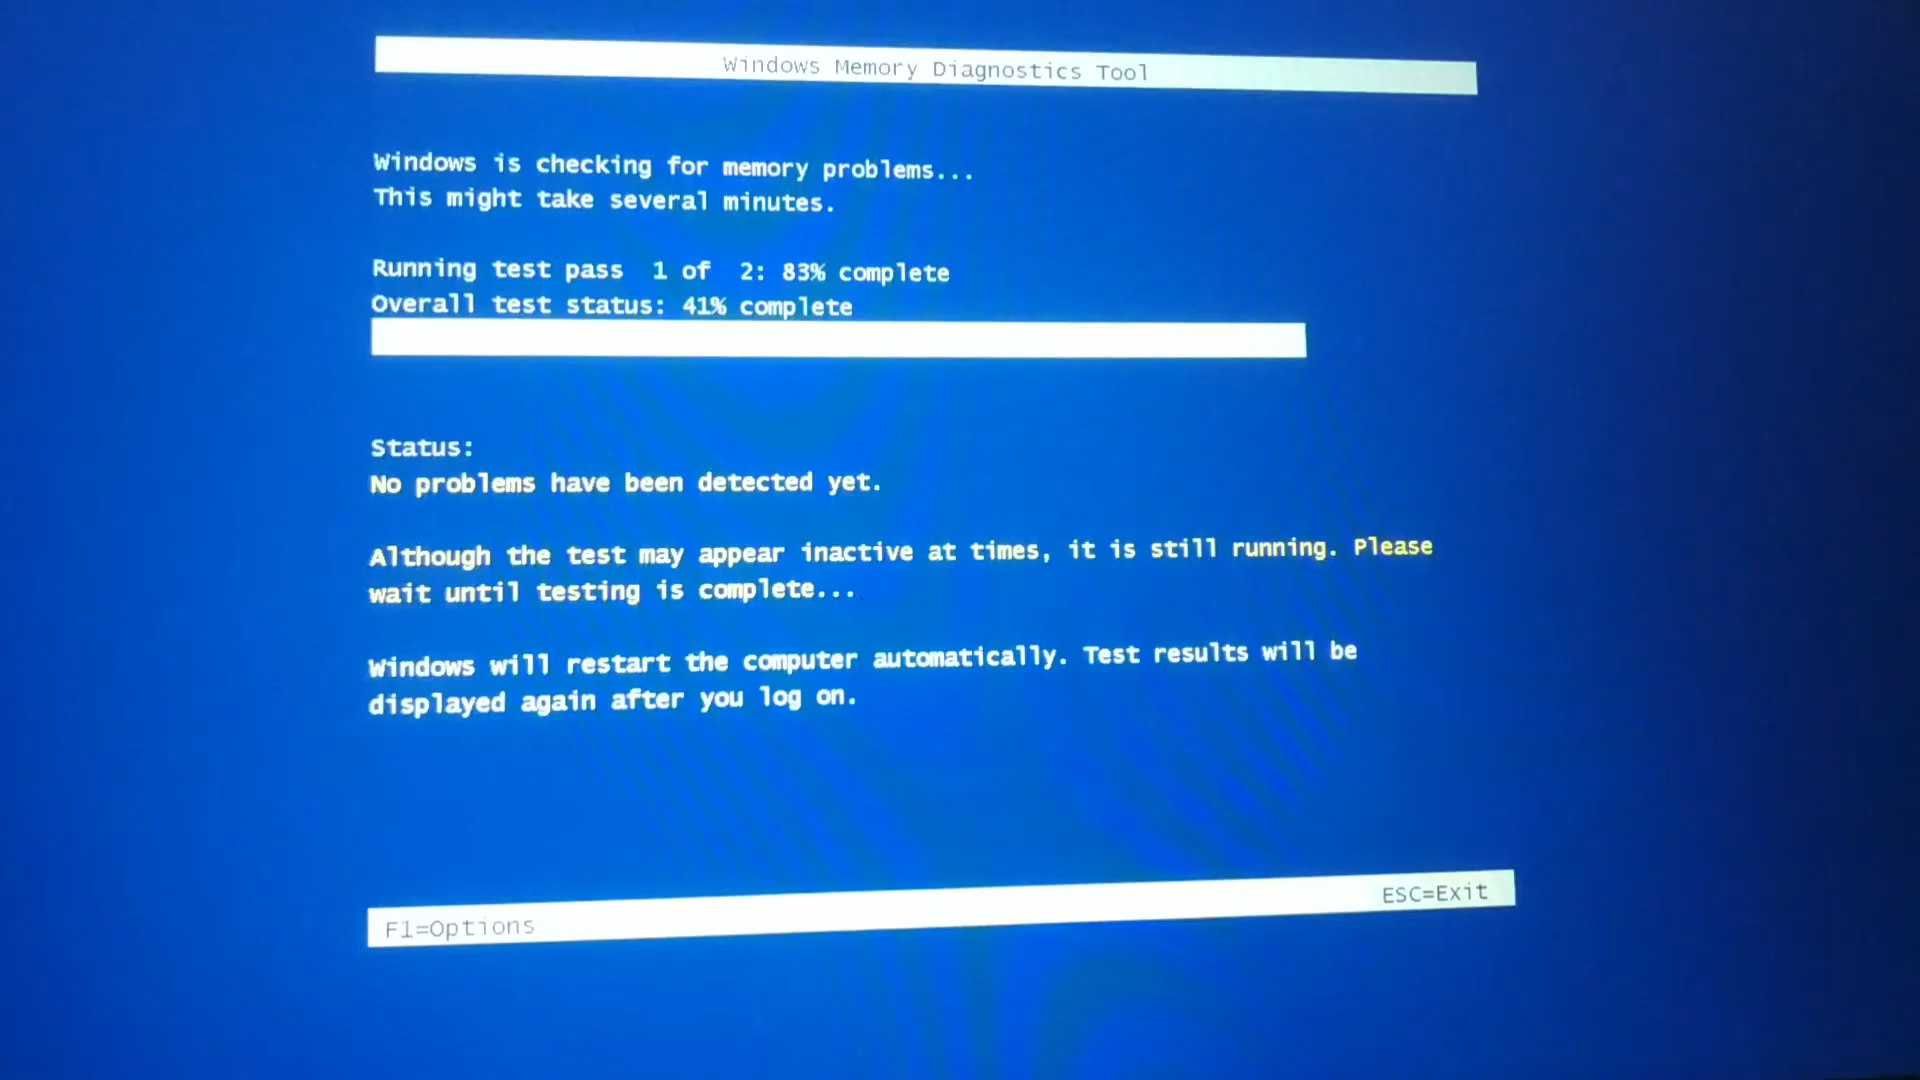 Windows Memory Diagnostics Tool
Windows is checking for memory problems...
This might take several minutes.
Running test pass  1 of  2: 83% complete
Overall test status: 41% complete
Status:
No problems have been detected yet.
Although the test may appear inactive at times, it is still running. Please
wait until testing is complete...
Windows will restart the computer automatically. Test results will be
displayed again after you log on.
F1=Options ESC=Exit